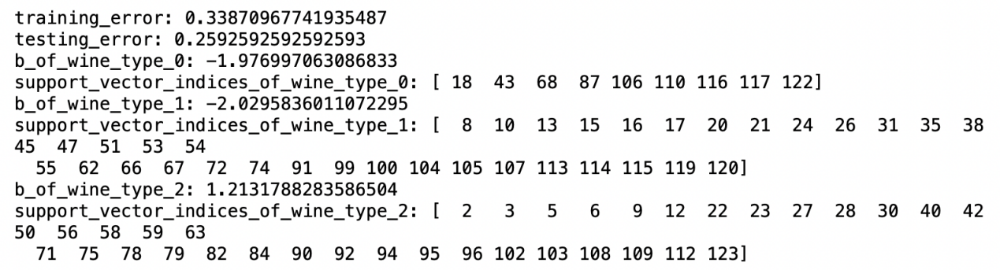 training_error: 0.33870967741935487
testing_error: 0.2592592592592593
b_of_wine_type_0: -1.976997063086833
support_vector_indices_of_wine_type_0: [ 18  43  68  87 106 110 116 117 122]
b_of_wine_type_1: -2.0295836011072295
support_vector_indices_of_wine_type_1: [  8  10  13  15  16  17  20  21  24  26  31  35  38
45  47  51  53  54
  55  62  66  67  72  74  91  99 100 104 105 107 113 114 115 119 120]
b_of_wine_type_2: 1.2131788283586504
support_vector_indices_of_wine_type_2: [  2   3   5   6   9  12  22  23  27  28  30  40  42
50  56  58  59  63
  71  75  78  79  82  84  90  92  94  95  96 102 103 108 109 112 123]